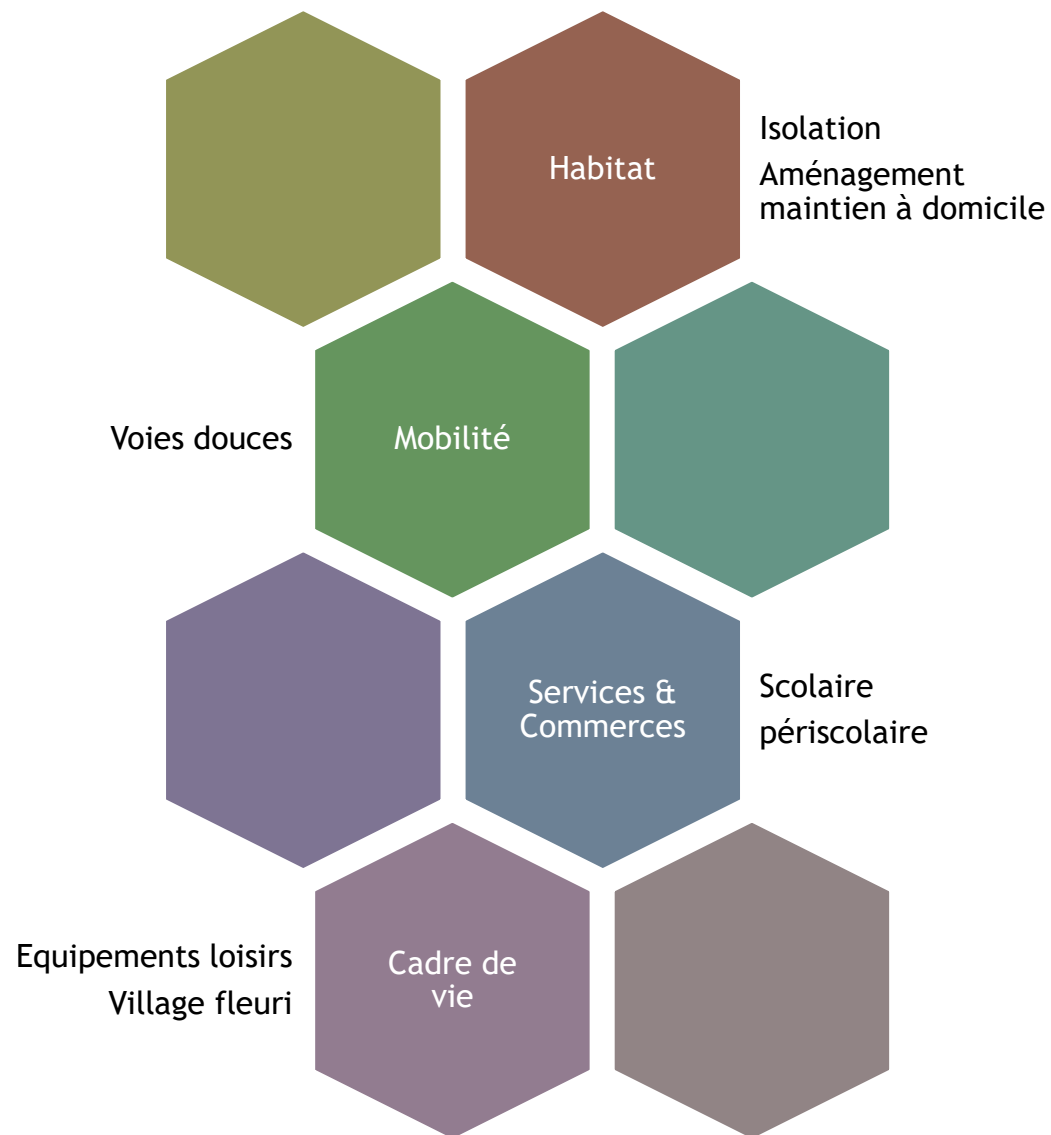 Habitat
Isolation
Aménagement
maintien à domicile
Voies douces
Mobilité
Services &
Commerces
Scolaire
périscolaire
Equipements loisirs
Village fleuri
Cadre de
vie